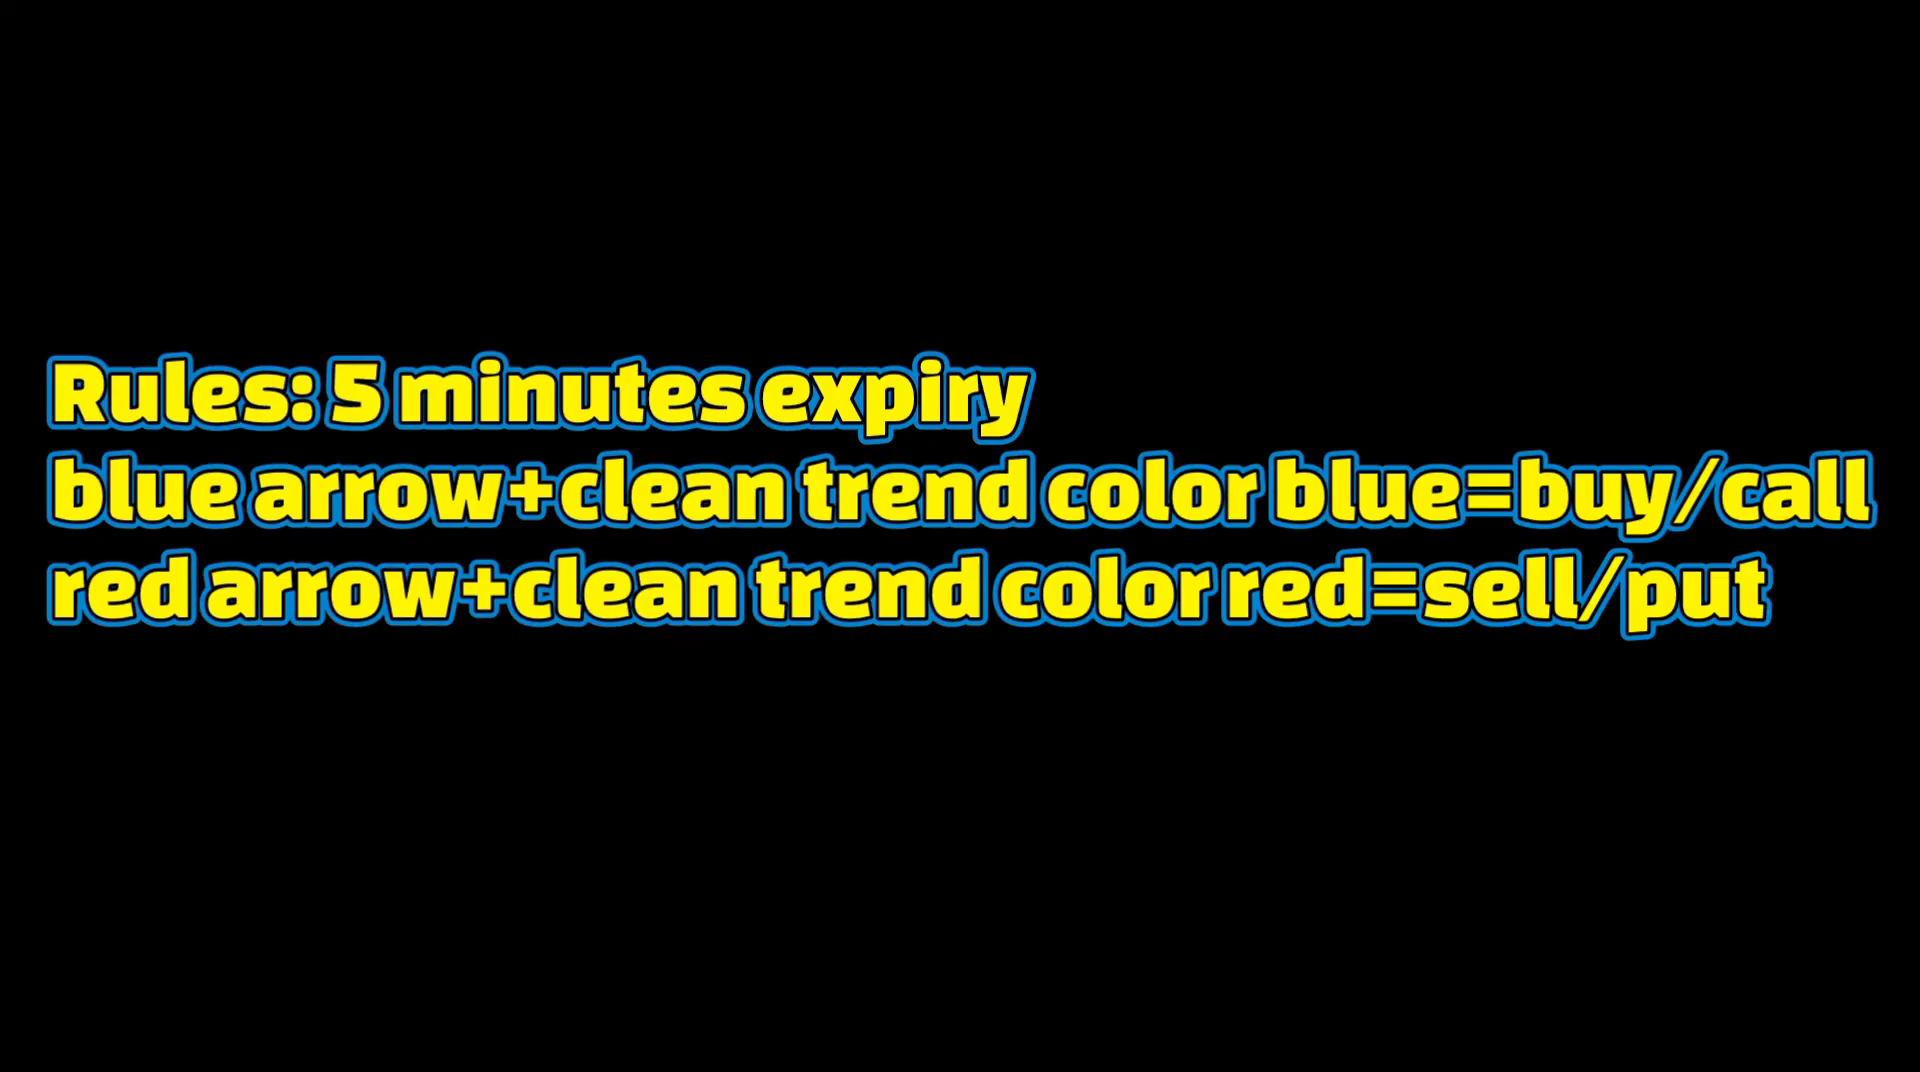 Rules: 5 minutes expiry
blue arrow+clean trend color blue=buy/call
red arrow+clean trend color red=sell/put